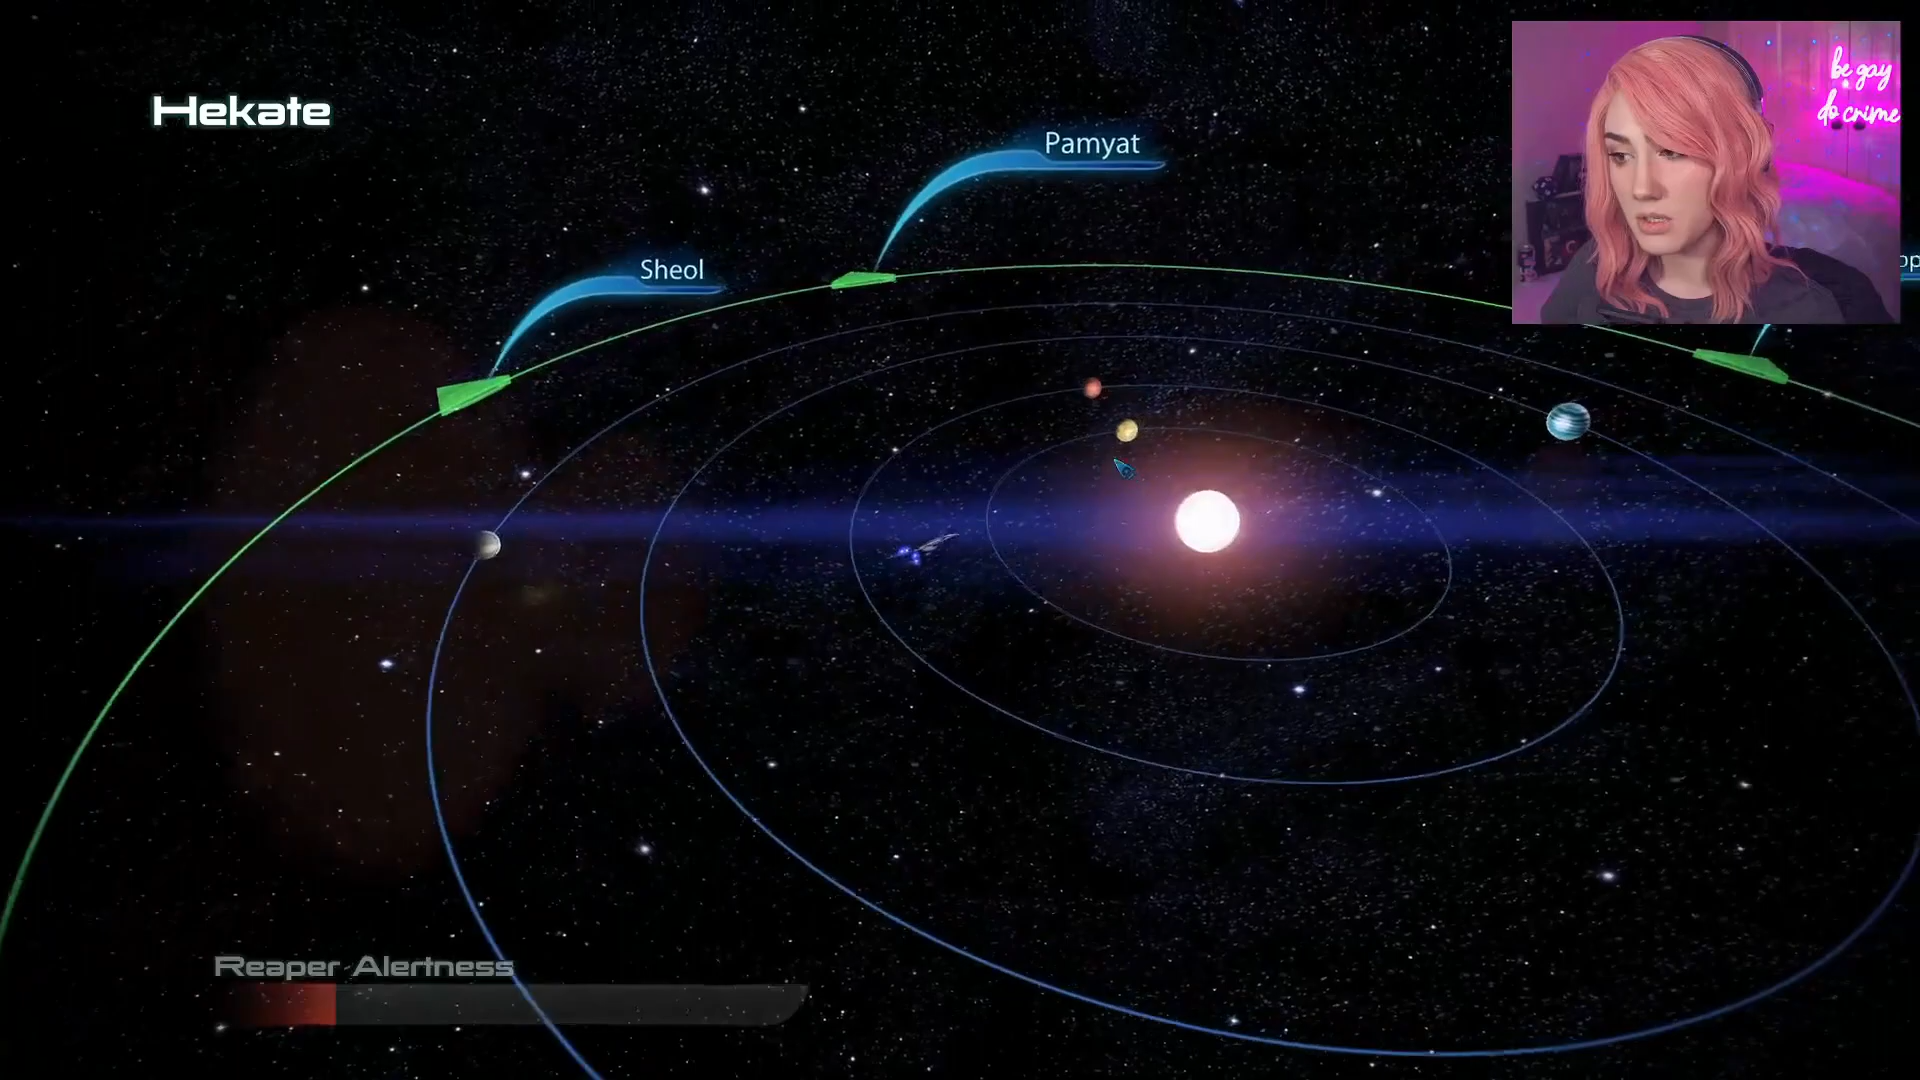 Hekate
be gay
do crime
Pamyat
Sheol
Reaper Alertness